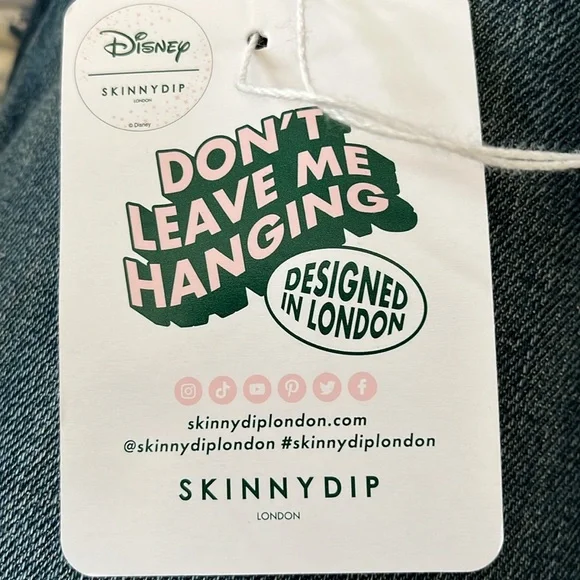 Disney
SKINNYDIP
LONDON
© Disney
DON'T
LEAVE ME
HANGING
DESIGNED
IN LONDON
skinnydiplondon.com
@skinnydiplondon #skinnydiplondon
SKINNYDIP
LONDON